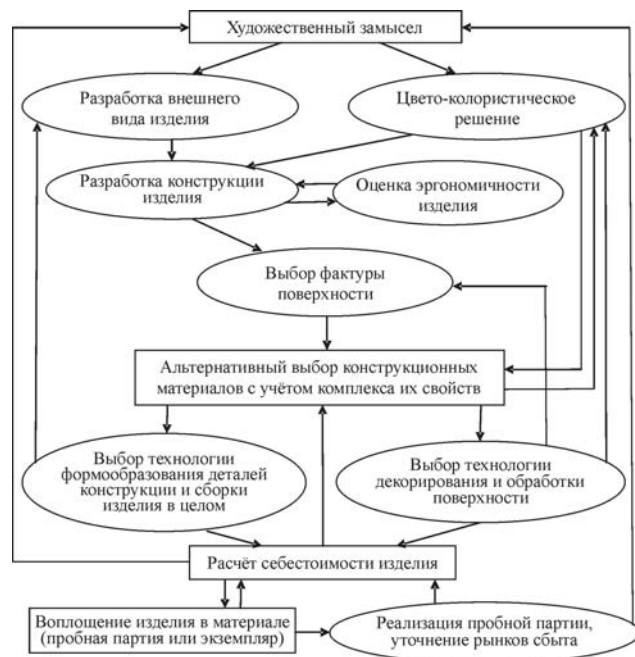 Художественный замысел
Разработка внешнего
вида изделия
Цвето-колористическое
решение
Разработка конструкции
изделия
Оценка эргономичности
изделия
Выбор фактуры
поверхности
Альтернативный выбор конструкционных
материалов с учётом комплекса их свойств
Выбор технологии
формообразования деталей
конструкции и сборки
изделия в целом
Выбор технологии
декорирования и обработки
поверхности
Расчёт себестоимости изделия
Воплощение изделия в материале
(пробная партия или экземпляр)
Реализация пробной партии,
уточнение рынков сбыта